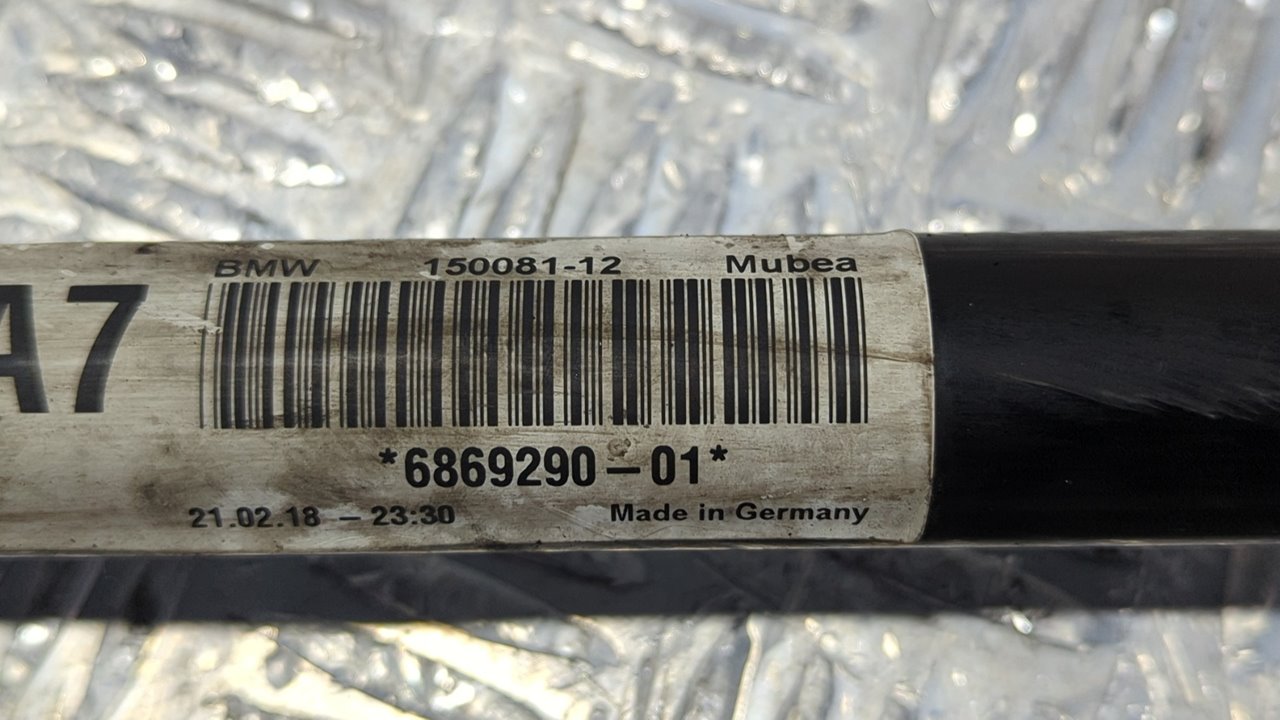 BMW 150081-12 Mubea
A7
*6869290-01*
21.02.18 - 23:30 Made in Germany